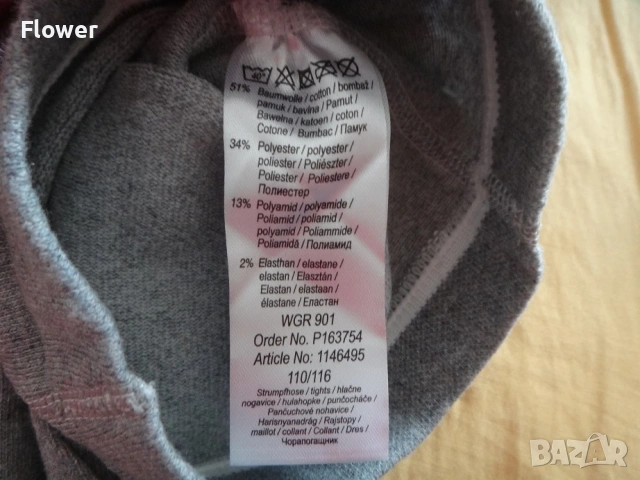 Flower
40°
51% Baumwolle / cotton / bombaž /
pamuk / bavlna / Pamut /
Bawełna / katoen / coton /
Cotone / Bumbac / Памук
34% Polyester / polyester /
poliester / Poliészter /
Poliester / Poliestere /
Полиестер
13% Polyamid / polyamide /
Poliamid / poliamid /
poliamid / Poliammide /
Poliamidă / Полиамид
2% Elasthan / elastane /
elastan / Elasztán /
Elastan / elastaan /
élastane / Еластан
WGR 901
Order No. P163754
Article No: 1146495
110/116
Strumpfhose / tights / hlačne
nogavice / hulahopke / punčocháče /
Pančuchové nohavice /
Harisnyanadrág / Rajstopy /
maillot / collant / Collant / Dres /
Чорапогащник
BAZAR